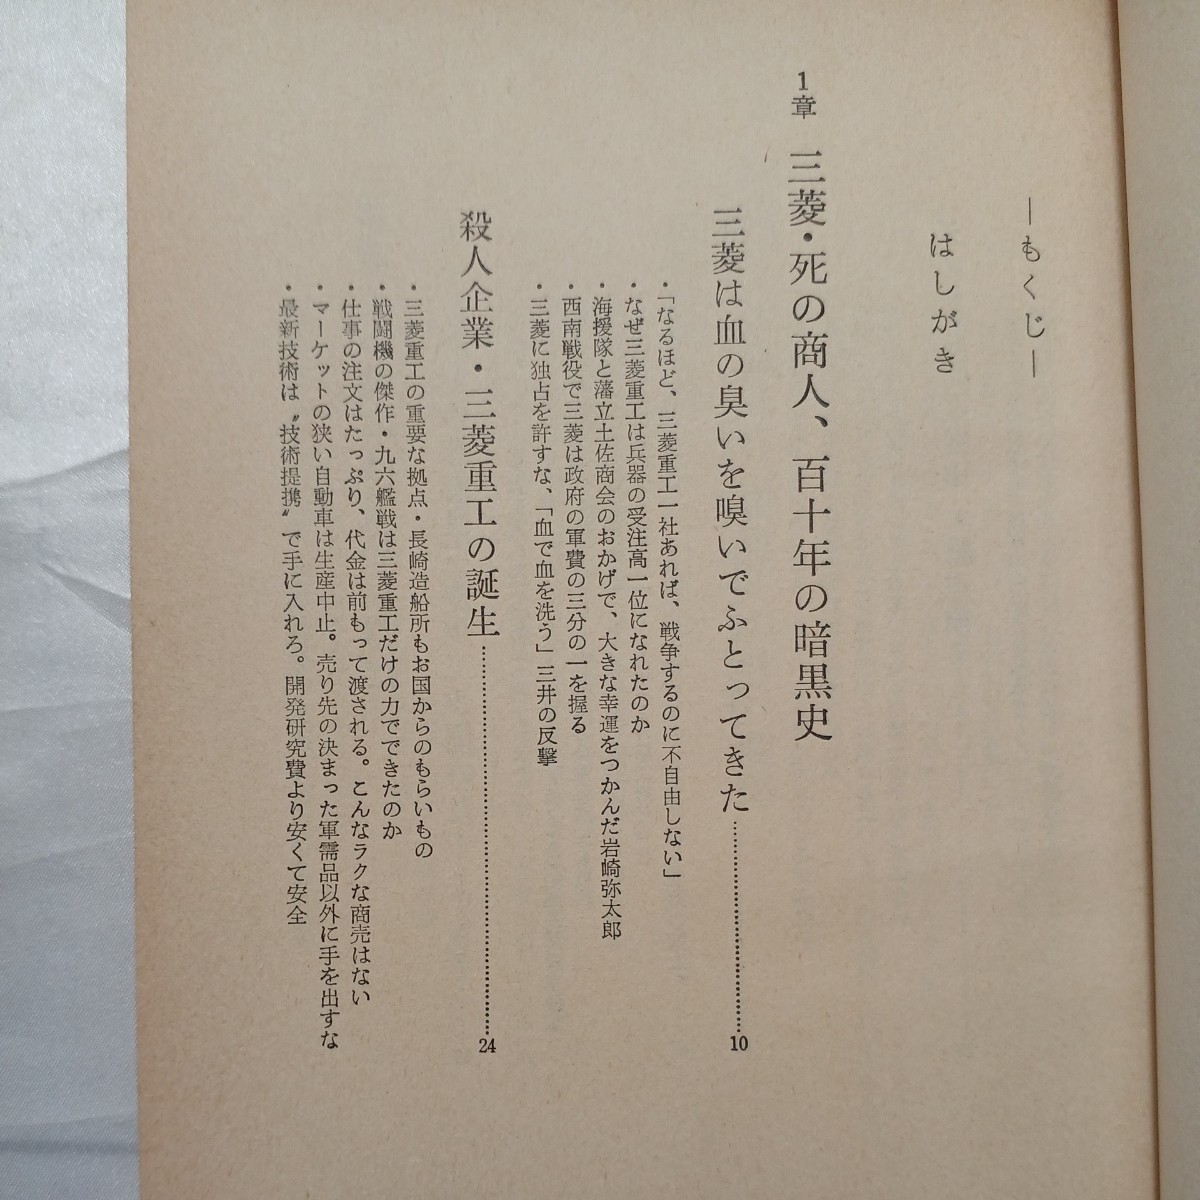 ―もくじ―
はしがき
1章 三菱・死の商人、百十年の暗黒史
三菱は血の臭いを嗅いでふとってきた……………………10
・「なるほど、三菱重工一社あれば、戦争するのに不自由しない」
・なぜ三菱重工は兵器の受注高一位になれたのか
・海援隊と藩立土佐商会のおかげで、大きな幸運をつかんだ岩崎弥太郎
・西南戦役で三菱は政府の軍費の三分の一を握る
・三菱に独占を許すな、「血で血を洗う」三井の反撃
殺人企業・三菱重工の誕生……………………24
・三菱重工の重要な拠点・長崎造船所もお国からのもらいもの
・戦闘機の傑作・九六艦戦は三菱重工だけの力でできたのか
・仕事の注文はたっぷり、代金は前もって渡される。こんなラクな商売はない
・マーケットの狭い自動車は生産中止。売り先の決まった軍需品以外に手を出すな
・最新技術は〝技術提携〟で手に入れろ。開発研究費より安くて安全